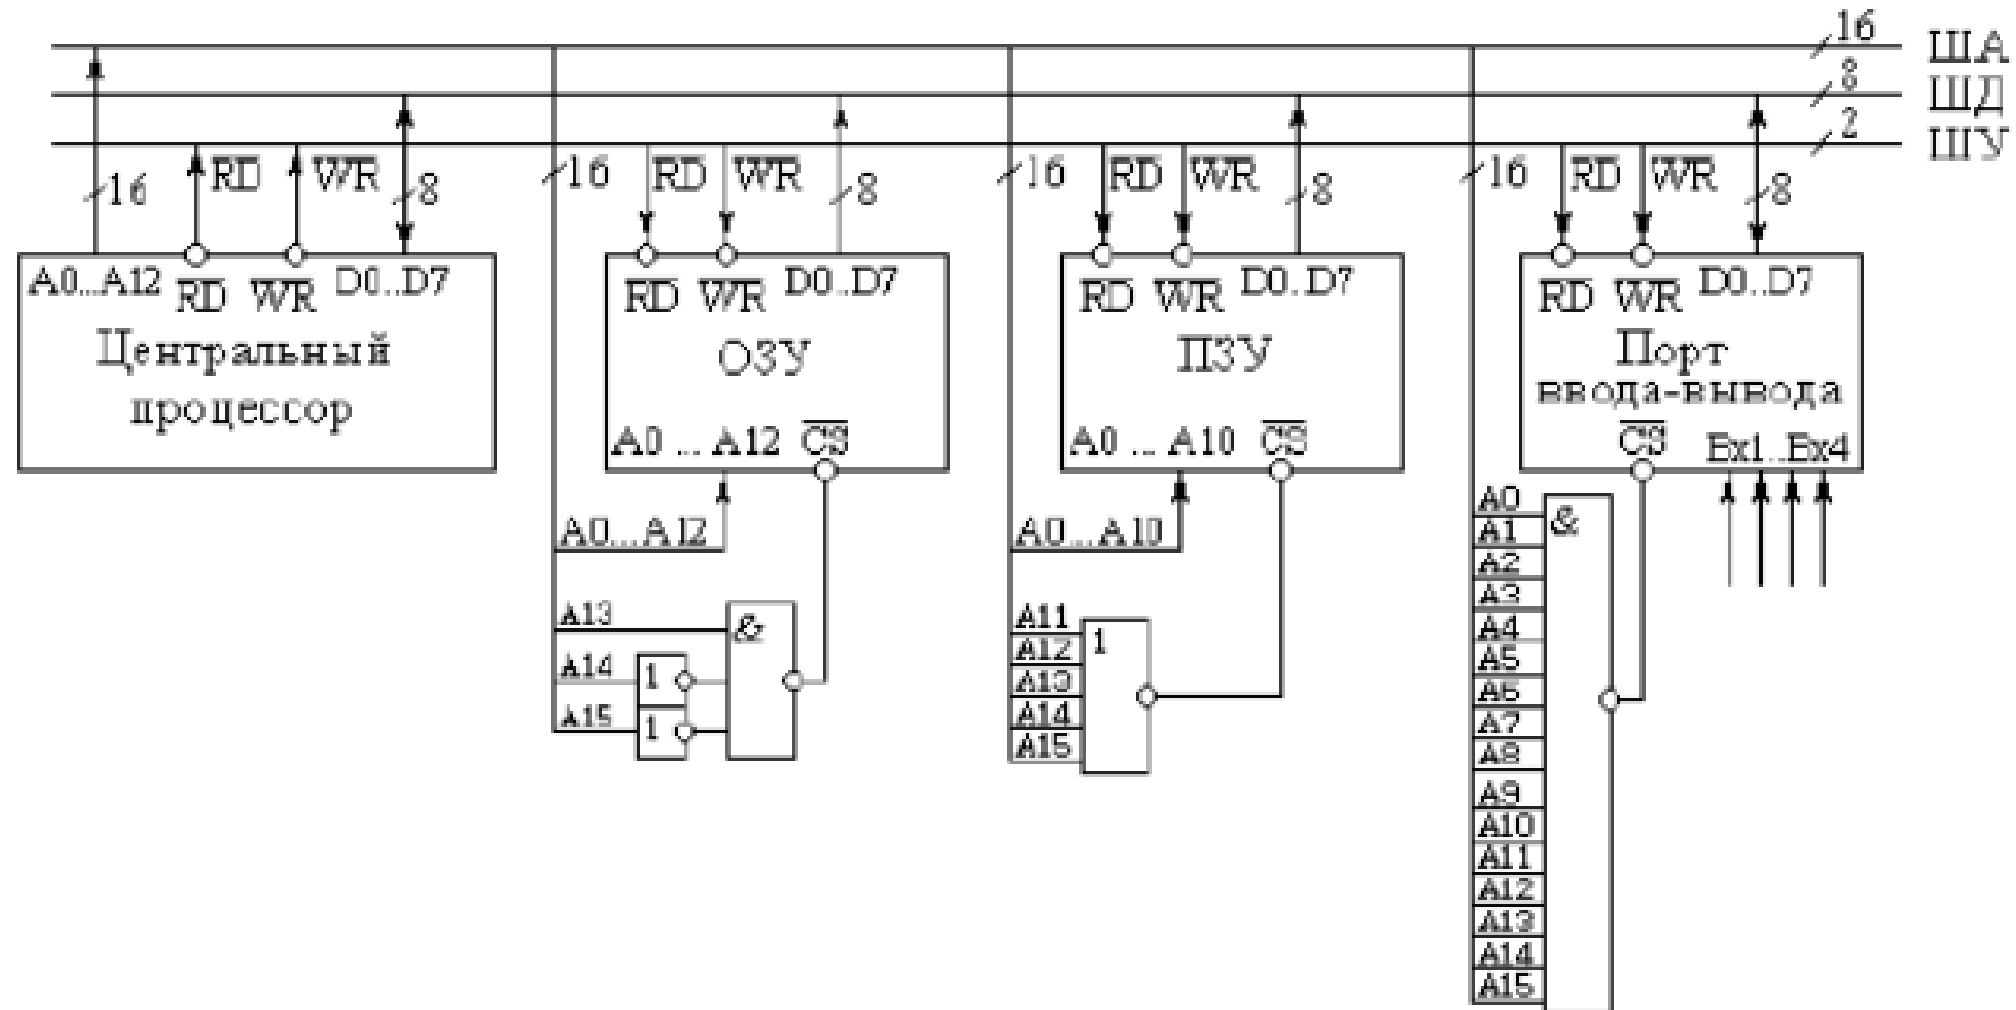 16 ША
8 ШД
2 ШУ
16 RD WR 8
16 RD WR 8
16 RD WR 8
16 RD WR 8
A0...A12 RD WR D0..D7
Центральный
процессор
RD WR D0..D7
ОЗУ
A0 ... A12 CS
RD WR D0..D7
ПЗУ
A0 ... A10 CS
RD WR D0..D7
Порт
ввода-вывода
CS Вх1..Вх4
A0...A12
A13
A14
A15
1
1
&
A0...A10
A11
A12
A13
A14
A15
1
A0
A1
A2
A3
A4
A5
A6
A7
A8
A9
A10
A11
A12
A13
A14
A15
&